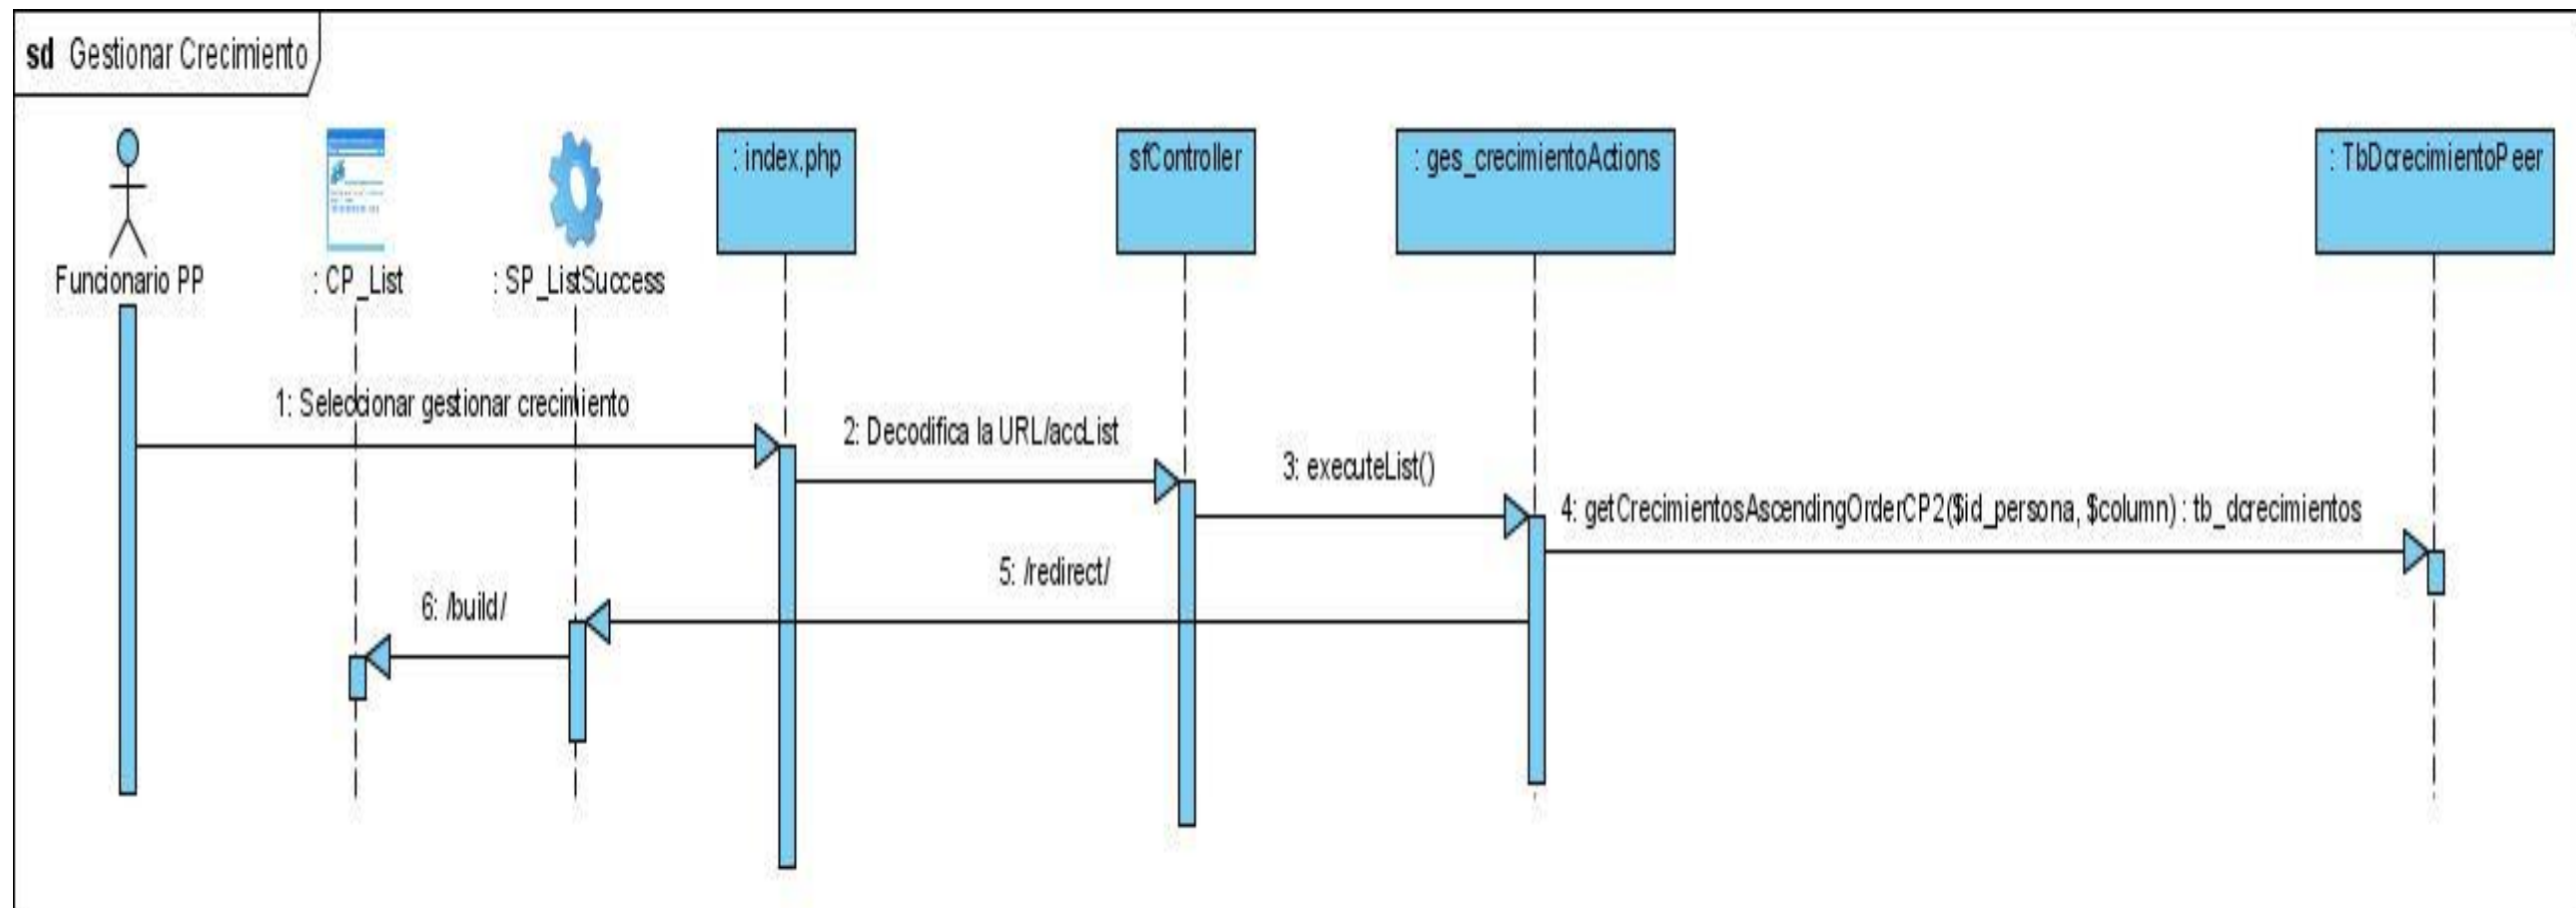 sd Gestionar Crecimiento
: index.php
sfController
: ges_crecimientoActions
: TbDcrecimientoPeer
Funcionario PP
: CP_List
: SP_ListSuccess
1: Seleccionar gestionar crecimiento
2: Decodifica la URL/accList
3: executeList()
4: getCrecimientosAscendingOrderCP2($id_persona, $column) : tb_dcrecimientos
5: /redirect/
6: /build/